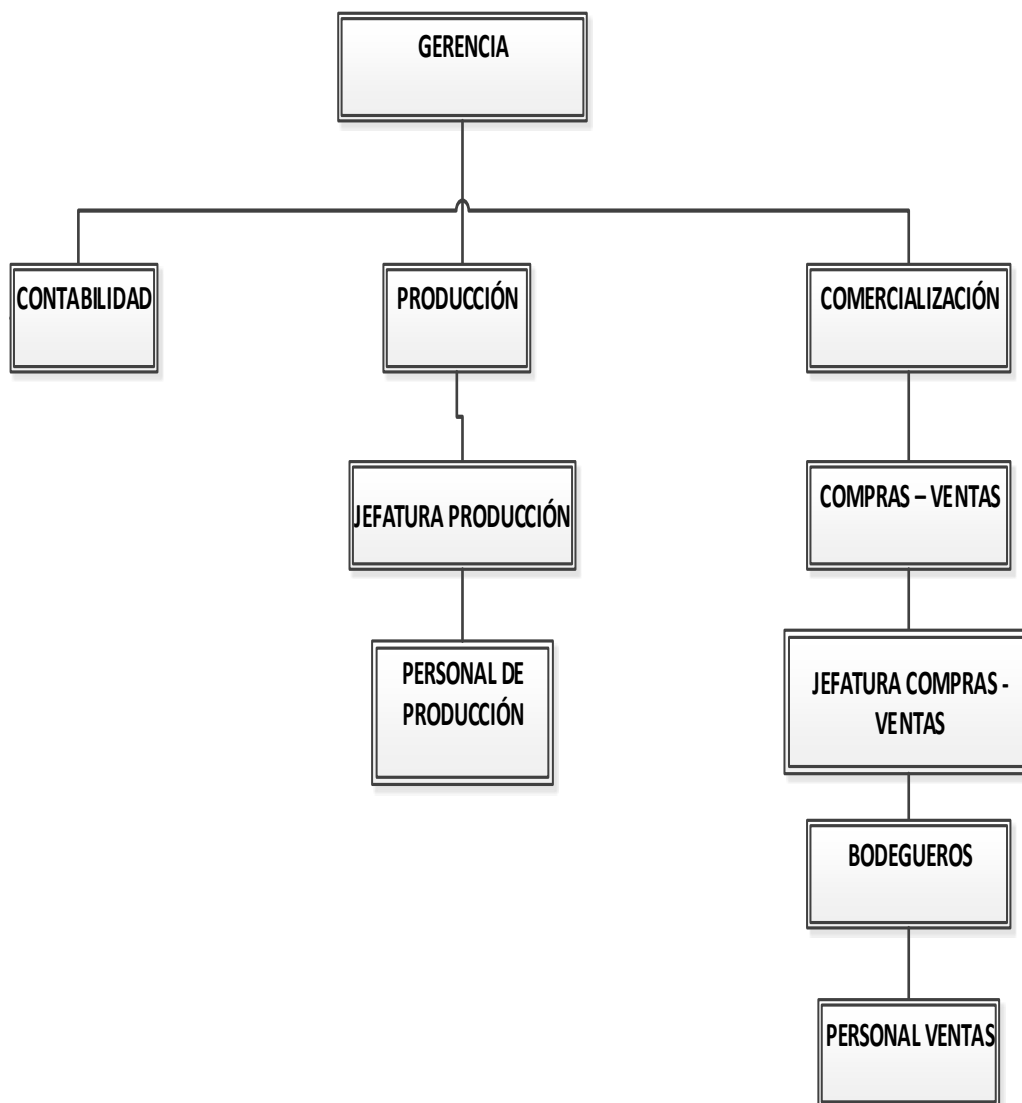 GERENCIA
CONTABILIDAD
PRODUCCIÓN
COMERCIALIZACIÓN
JEFATURA PRODUCCIÓN
COMPRAS – VENTAS
PERSONAL DE
PRODUCCIÓN
JEFATURA COMPRAS -
VENTAS
BODEGUEROS
PERSONAL VENTAS